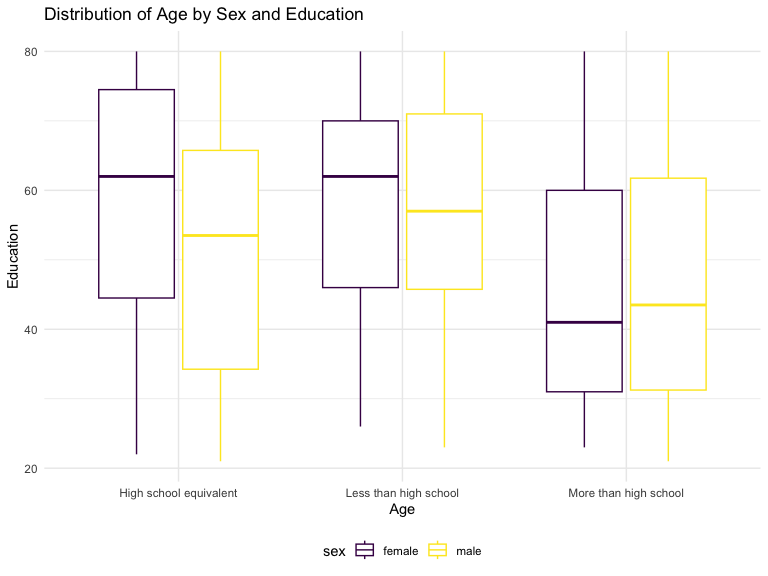 Distribution of Age by Sex and Education
80
60
40
20
Education
High school equivalent
Less than high school
More than high school
Age
sex
female
male